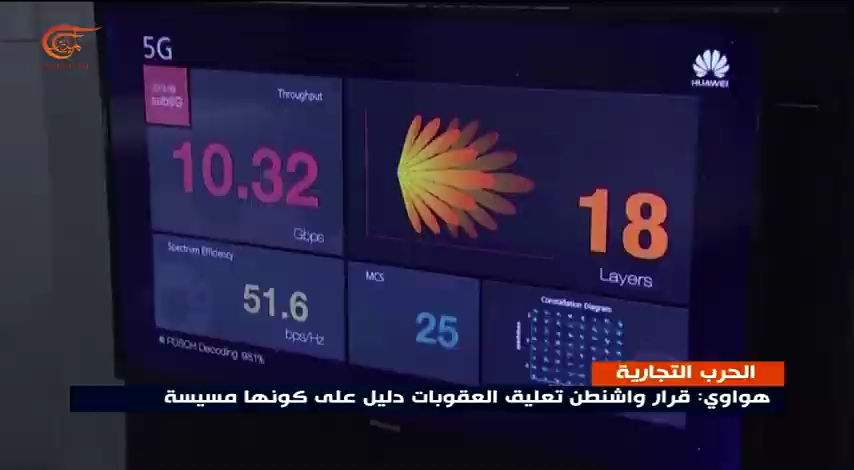 5G
HUAWEI
Throughput
10.32
Gbps
18
Layers
Spectrum Efficiency
51.6
bps/Hz
MCS
25
Constellation Diagram
PDSCH Decoding
الحرب التجارية
هواوي: قرار واشنطن تعليق العقوبات دليل على كونها مسيسة